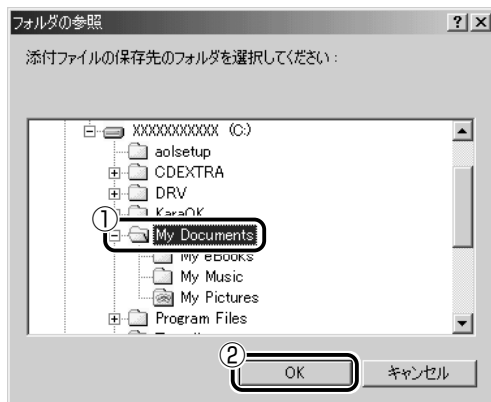 フォルダの参照
? ×
添付ファイルの保存先のフォルダを選択してください：
XXXXXXXXXXX (C:)
aolsetup
CDEXTRA
DRV
KaraOK
①
My Documents
My eBooks
My Music
My Pictures
Program Files
②
OK キャンセル